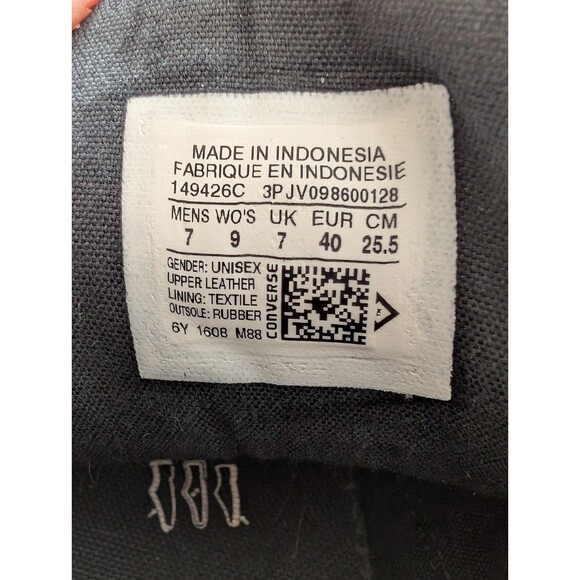 MADE IN INDONESIA
FABRIQUE EN INDONESIE
149426C 3PJV098600128
MENS WO'S UK EUR CM
7 9 7 40 25.5
GENDER: UNISEX
UPPER LEATHER
LINING: TEXTILE
OUTSOLE: RUBBER
6Y 1608 M88
CONVERSE